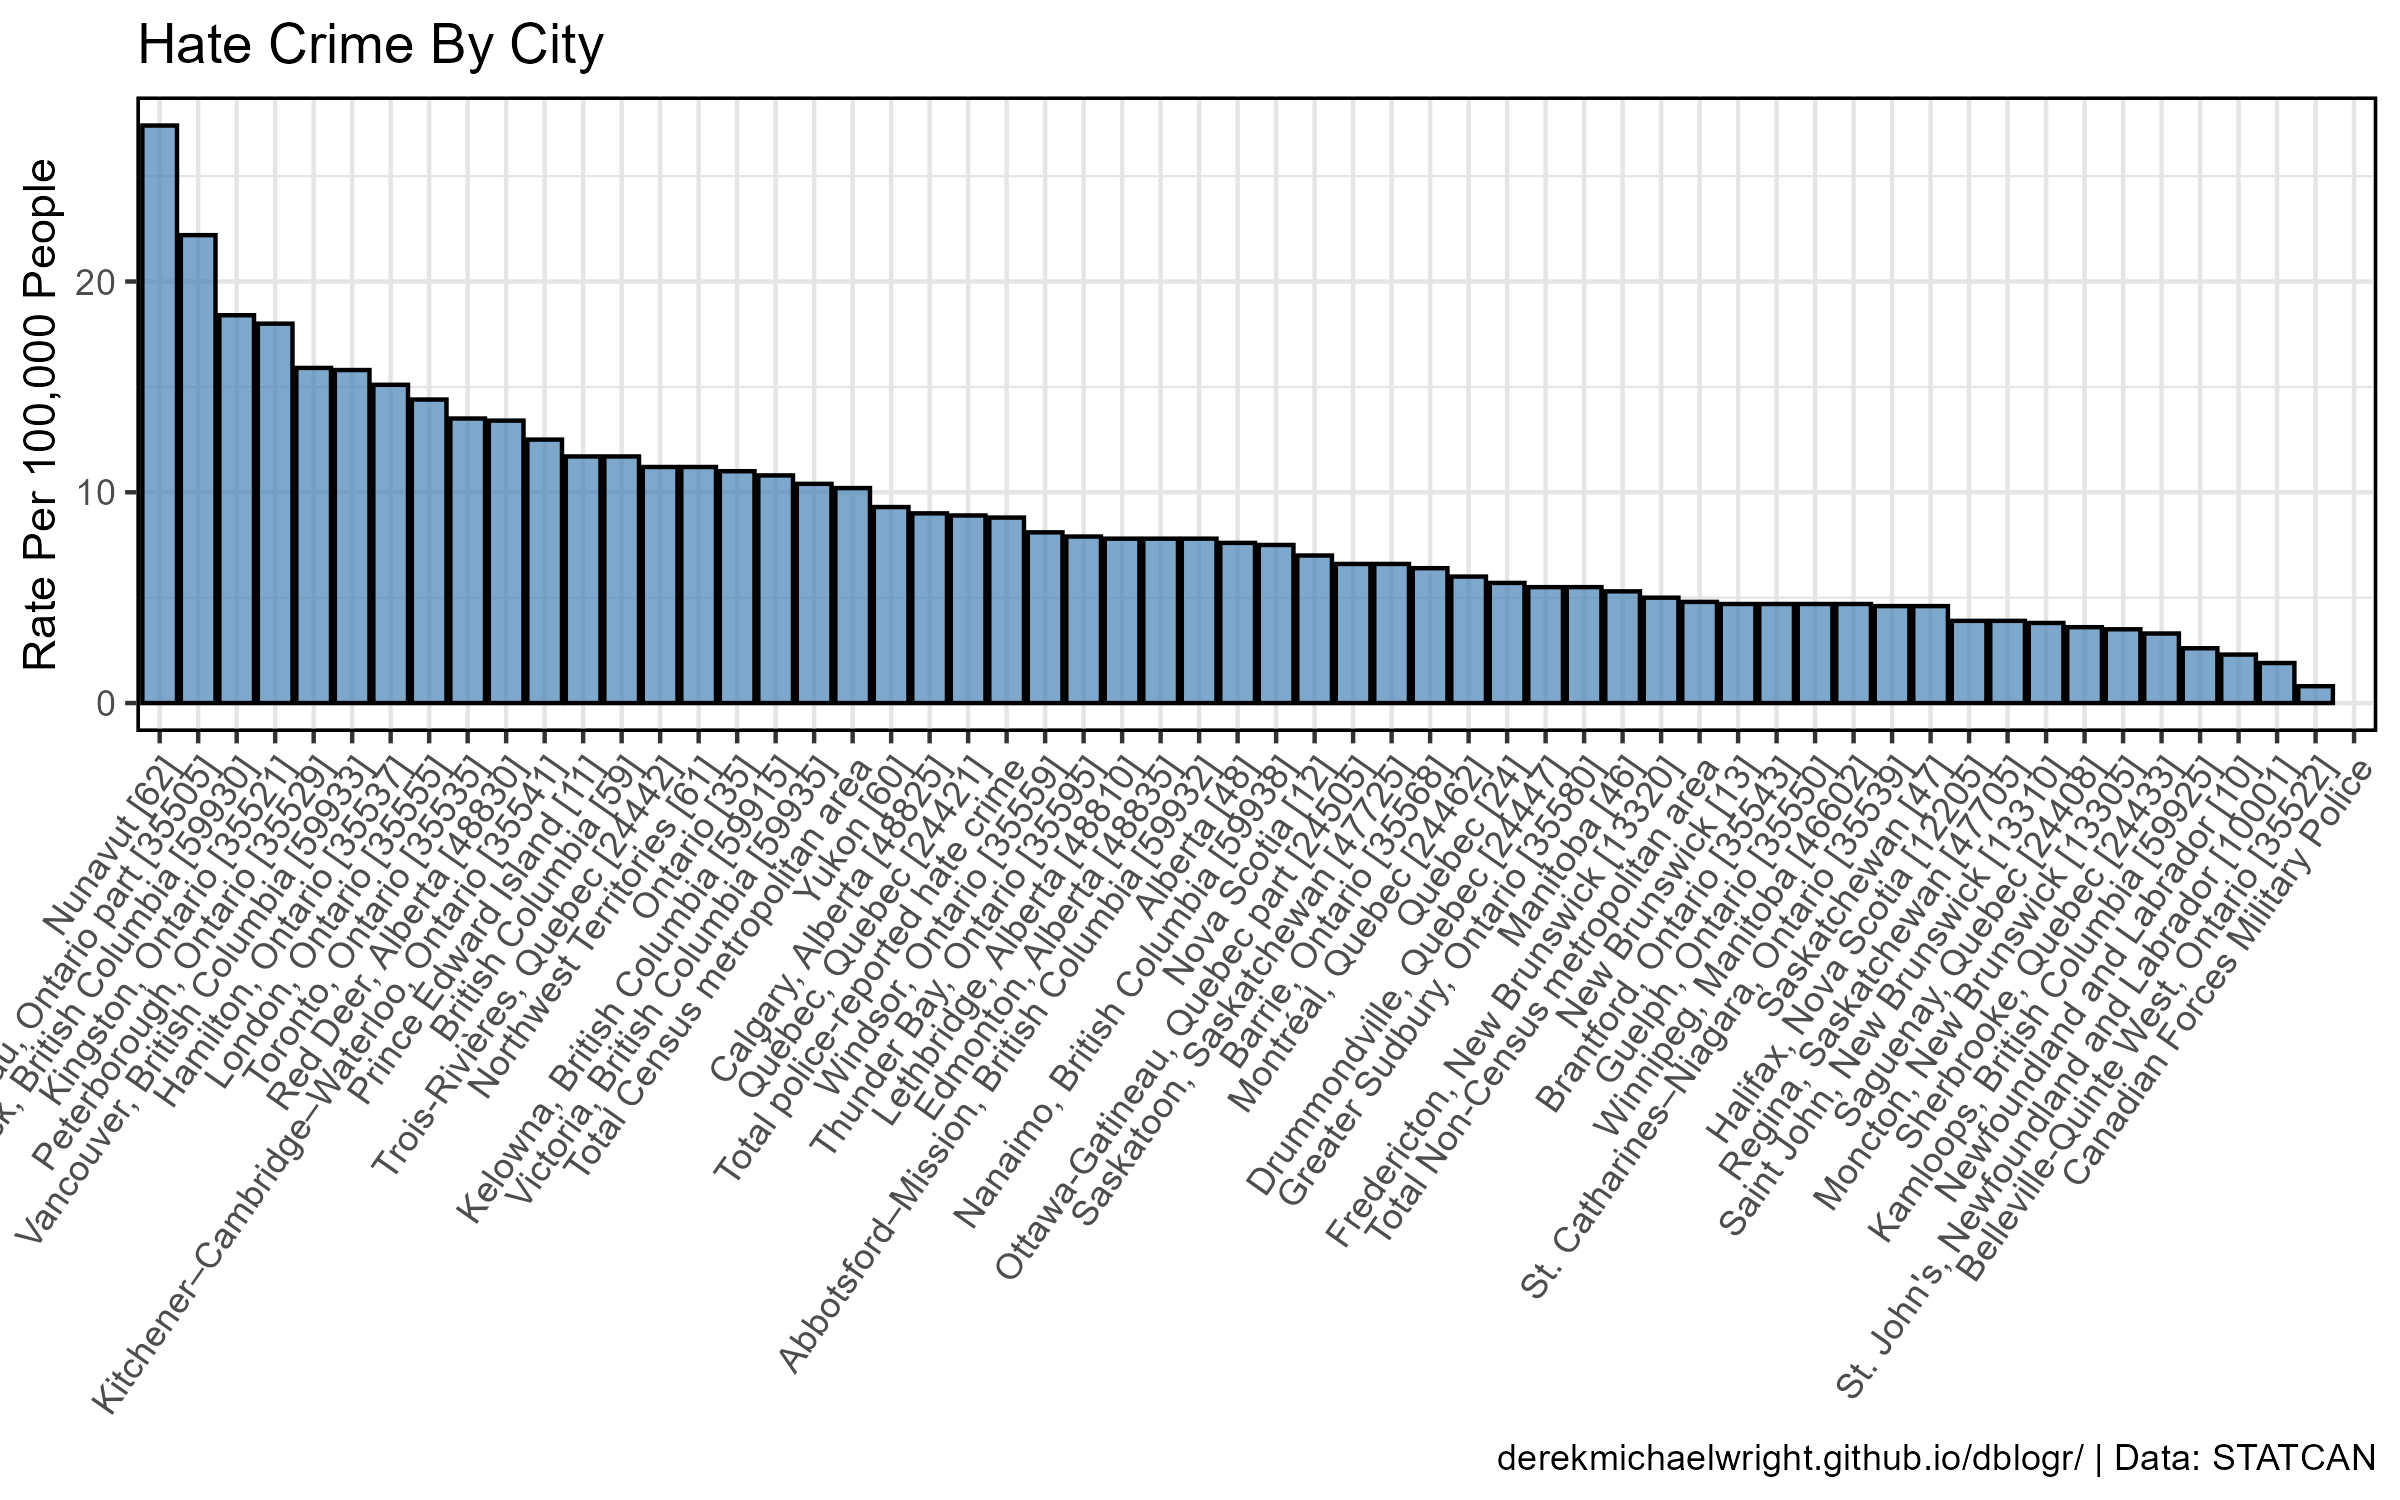 Hate Crime By City
Rate Per 100,000 People
20
10
0
Nunavut [62]
Ontario part [35505]
British Columbia [59930]
Kingston, Ontario [35521]
Peterborough, Ontario [35529]
Vancouver, British Columbia [59933]
Hamilton, Ontario [35537]
London, Ontario [35555]
Toronto, Ontario [35535]
Red Deer, Alberta [48830]
Kitchener–Cambridge–Waterloo, Ontario [35541]
Prince Edward Island [11]
British Columbia [59]
Trois-Rivières, Quebec [24442]
Northwest Territories [61]
Ontario [35]
Kelowna, British Columbia [59915]
Victoria, British Columbia [59935]
Total Census metropolitan area
Yukon [60]
Calgary, Alberta [48825]
Québec, Quebec [24421]
Total police-reported hate crime
Windsor, Ontario [35559]
Thunder Bay, Ontario [35595]
Lethbridge, Alberta [48810]
Edmonton, Alberta [48835]
Abbotsford–Mission, British Columbia [59932]
Alberta [48]
Nanaimo, British Columbia [59938]
Nova Scotia [12]
Ottawa-Gatineau, Quebec part [24505]
Saskatoon, Saskatchewan [47725]
Barrie, Ontario [35568]
Montréal, Quebec [24462]
Quebec [24]
Drummondville, Quebec [24447]
Greater Sudbury, Ontario [35580]
Manitoba [46]
Fredericton, New Brunswick [13320]
Total Non-Census metropolitan area
New Brunswick [13]
Brantford, Ontario [35543]
Guelph, Ontario [35550]
Winnipeg, Manitoba [46602]
St. Catharines–Niagara, Ontario [35539]
Saskatchewan [47]
Halifax, Nova Scotia [12205]
Regina, Saskatchewan [47705]
Saint John, New Brunswick [13310]
Saguenay, Quebec [24408]
Moncton, New Brunswick [13305]
Sherbrooke, Quebec [24433]
Kamloops, British Columbia [59925]
Newfoundland and Labrador [10]
St. John's, Newfoundland and Labrador [10001]
Belleville-Quinte West, Ontario [35522]
Canadian Forces Military Police
derekmichaelwright.github.io/dblogr/ | Data: STATCAN